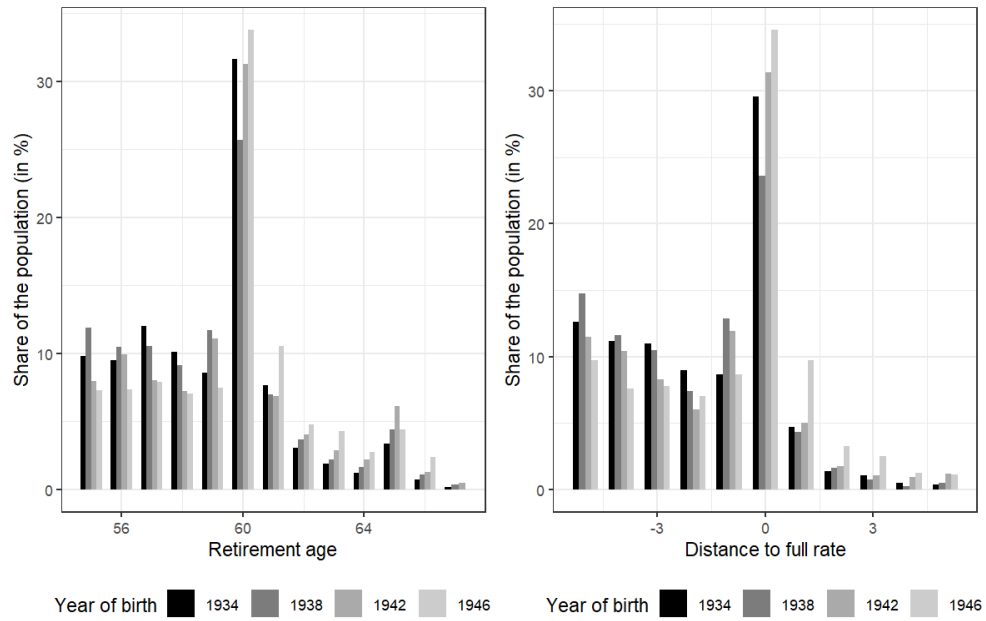 Share of the population (in %)
30
20
10
0
56 60 64
Retirement age
Year of birth 1934 1938 1942 1946
Share of the population (in %)
30
20
10
0
-3 0 3
Distance to full rate
Year of birth 1934 1938 1942 1946